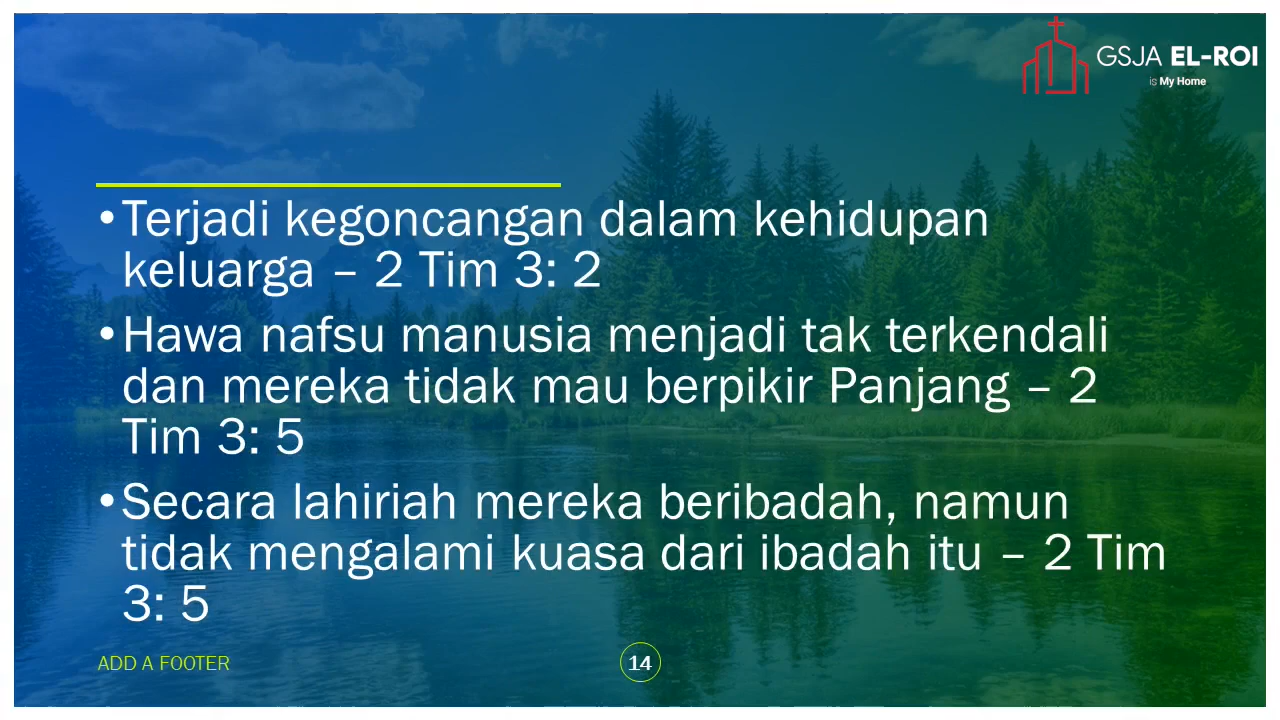 GSJA EL-ROI
is My Home
•Terjadi kegoncangan dalam kehidupan
keluarga – 2 Tim 3: 2
•Hawa nafsu manusia menjadi tak terkendali
dan mereka tidak mau berpikir Panjang – 2
Tim 3: 5
•Secara lahiriah mereka beribadah, namun
tidak mengalami kuasa dari ibadah itu – 2 Tim
3: 5
ADD A FOOTER
14